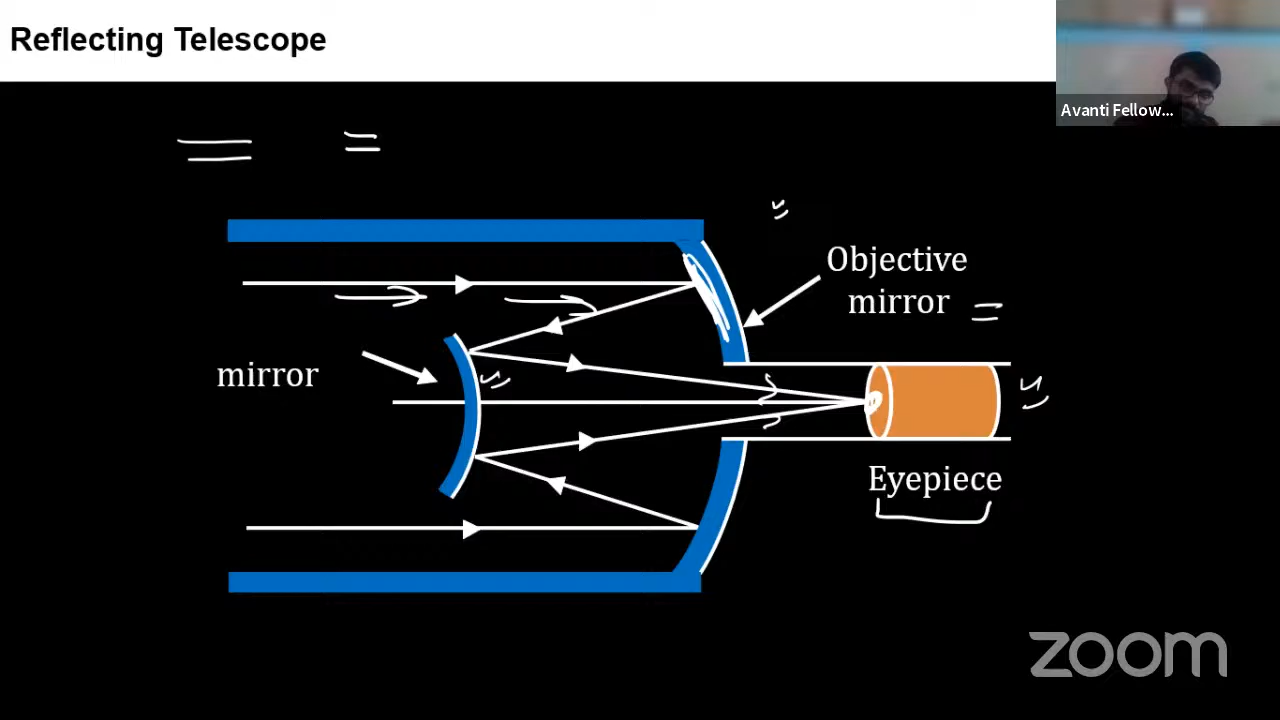 Reflecting Telescope
Avanti Fellow...
Objective
mirror
mirror
Eyepiece
zoom